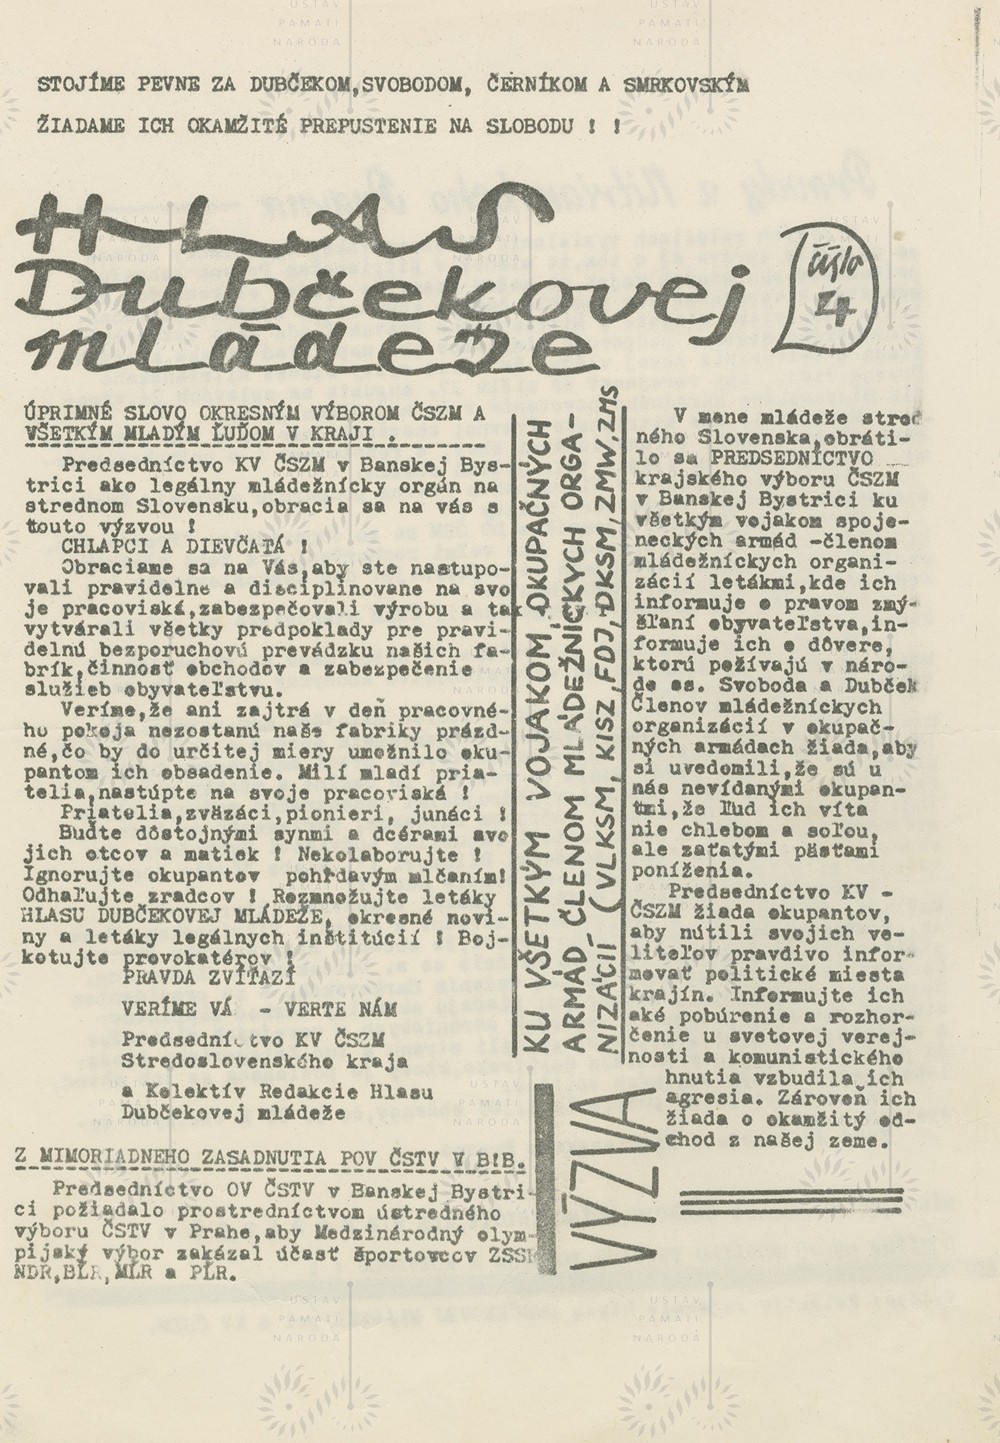 STOJÍME PEVNE ZA DUBČEKOM,SVOBODOM, ČERNÍKOM A SMRKOVSKÝM
ŽIADAME ICH OKAMŽITÉ PREPUSTENIE NA SLOBODU ! !
HLAS
Dubčekovej
mládeže
číslo
4
ÚPRIMNÉ SLOVO OKRESNÝM VÍBOROM ČSZM A
VŠETKÝM MLADÝM ĽUĎOM V KRAJI .
Predsedníctvo KV ČSZM v Banskej Bys-
trici ako legálny mládežnícky orgán na
strednom Slovensku,obracia sa na vás s
touto výzvou !
CHLAPCI A DIEVČATÁ !
Obraciame sa na Vás,aby ste nastupo-
vali pravidelne a disciplinovane na svo
je pracoviská,zabezpečovali výrobu a tak
vytvárali všetky predpoklady pre pravi-
delnú bezporuchovú prevádzku našich fa-
brík,činnosť obchodov a zabezpečenie
služieb obyvateľstvu.
Veríme,že ani zajtrá v deň pracovné-
ho pokoja nezostanú naše fabriky prázd-
né,čo by do určitej miery umožnilo oku-
pantom ich obsadenie. Milí mladí pria-
telia,nastúpte na svoje pracoviská !
Priatelia,zväzáci,pionieri, junáci !
Buďte dôstojnými synmi a dcérami svo
jich otcov a matiek ! Nekolaborujte !
Ignorujte okupantov pohŕdavým mlčaním!
Odhaľujte zradcov ! Rozmnožujte letáky
HLASU DUBČEKOVEJ MLÁDEŽE, okresné novi-
ny a letáky legálnych inštitúcií ! Boj-
kotujte provokatérov !
PRAVDA ZVÍŤAZÍ
VERÍME VÁ - VERTE NÁM
Predsedníctvo KV ČSZM
Stredoslovenského kraja
a Kolektív Redakcie Hlasu
Dubčekovej mládeže
Z MIMORIADNEHO ZASADNUTIA POV ČSTV V B!B.
Predsedníctvo OV ČSTV v Banskej Bystri-
ci požiadalo prostredníctvom ústredného
výboru ČSTV v Prahe,aby Medzinárodný olym-
pijský výbor zakázal účasť športovcov ZSSR
NDR,BĽR,MĽR a PĽR.
KU VŠETKÝM VOJAKOM OKUPAČNÝCH
ARMÁD ČLENOM MLÁDEŽNÍCKYCH ORGA-
NIZÁCIÍ (VLKSM, KISZ, FDJ, DKSM, ZMW, ZMS
VÝZVA
V mene mládeže stred
ného Slovenska,obráti-
lo sa PREDSEDNÍCTVO
krajského výboru ČSZM
v Banskej Bystrici ku
všetkým vojakom spoje-
neckých armád -členom
mládežníckych organi-
zácií letákmi,kde ich
informuje o pravom zmý-
šľaní obyvateľstva,in-
formuje ich o dôvere,
ktorú požívajú v náro-
de ss. Svoboda a Dubček
Členov mládežníckych
organizácií v okupač-
ných armádach žiada,aby
si uvedomili,že sú u
nás nevídanými okupan-
tmi,že ľud ich víta
nie chlebom a soľou,
ale zaťatými päsťami
poníženia.
Predsedníctvo KV -
ČSZM žiada okupantov,
aby nútili svojich ve-
liteľov pravdivo infor-
movať politické miesta
krajín. Informujte ich
aké pobúrenie a rozhor-
čenie u svetovej verej-
nosti a komunistického
hnutia vzbudila ich
agresia. Zároveň ich
žiada o okamžitý od-
chod z našej zeme.
ÚSTAV
PAMÄTI
NÁRODA